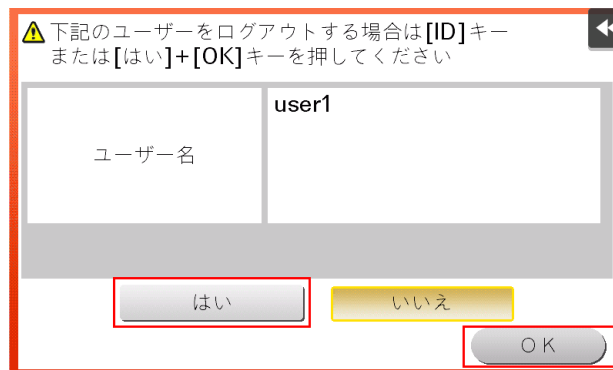 下記のユーザーをログアウトする場合は[ID]キー
または[はい]+[OK]キーを押してください
user1
ユーザー名
はい
いいえ
OK